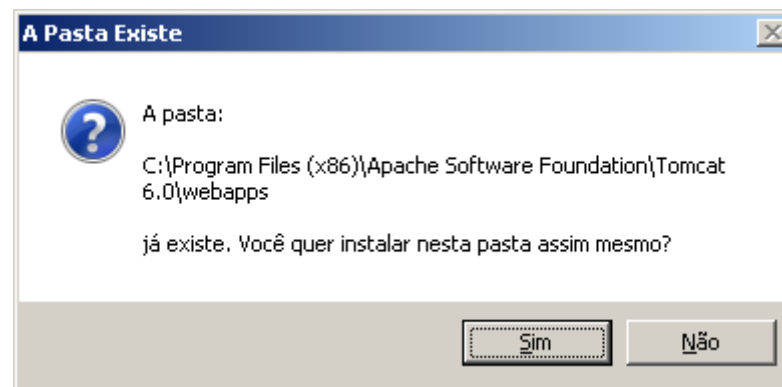 A Pasta Existe
A pasta:
C:\Program Files (x86)\Apache Software Foundation\Tomcat
6.0\webapps
já existe. Você quer instalar nesta pasta assim mesmo?
Sim
Não